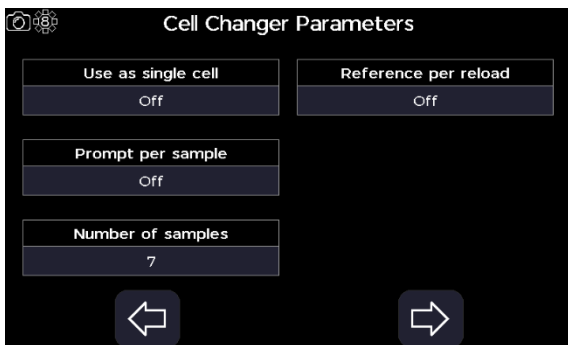 8
Cell Changer Parameters
Use as single cell
Off
Reference per reload
Off
Prompt per sample
Off
Number of samples
7